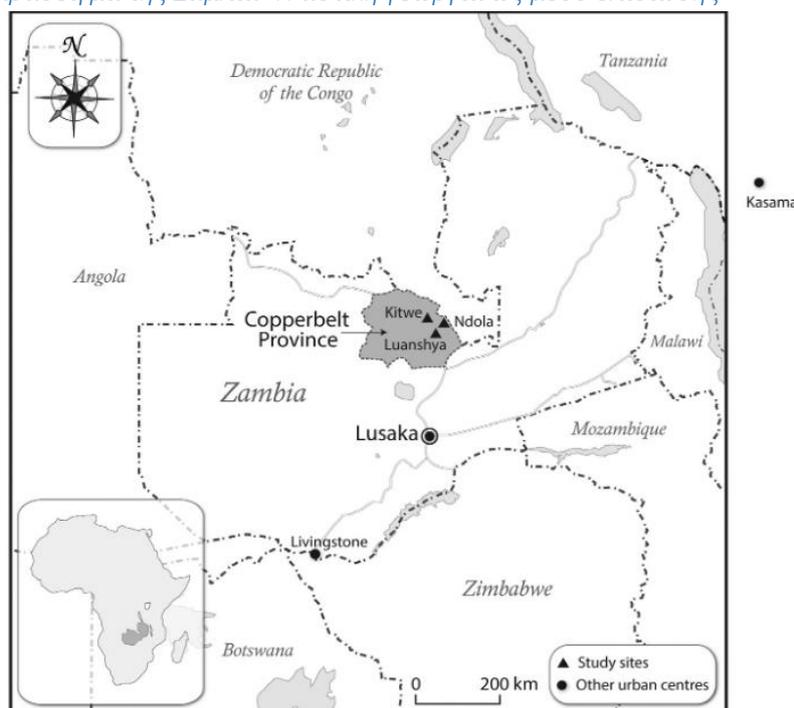 N
Democratic Republic
of the Congo
Tanzania
Kasama
Angola
Kitwe
Ndola
Copperbelt
Province
Luanshya
Malawi
Zambia
Lusaka
Mozambique
Livingstone
Zimbabwe
Botswana
0 200 km
Study sites
Other urban centres